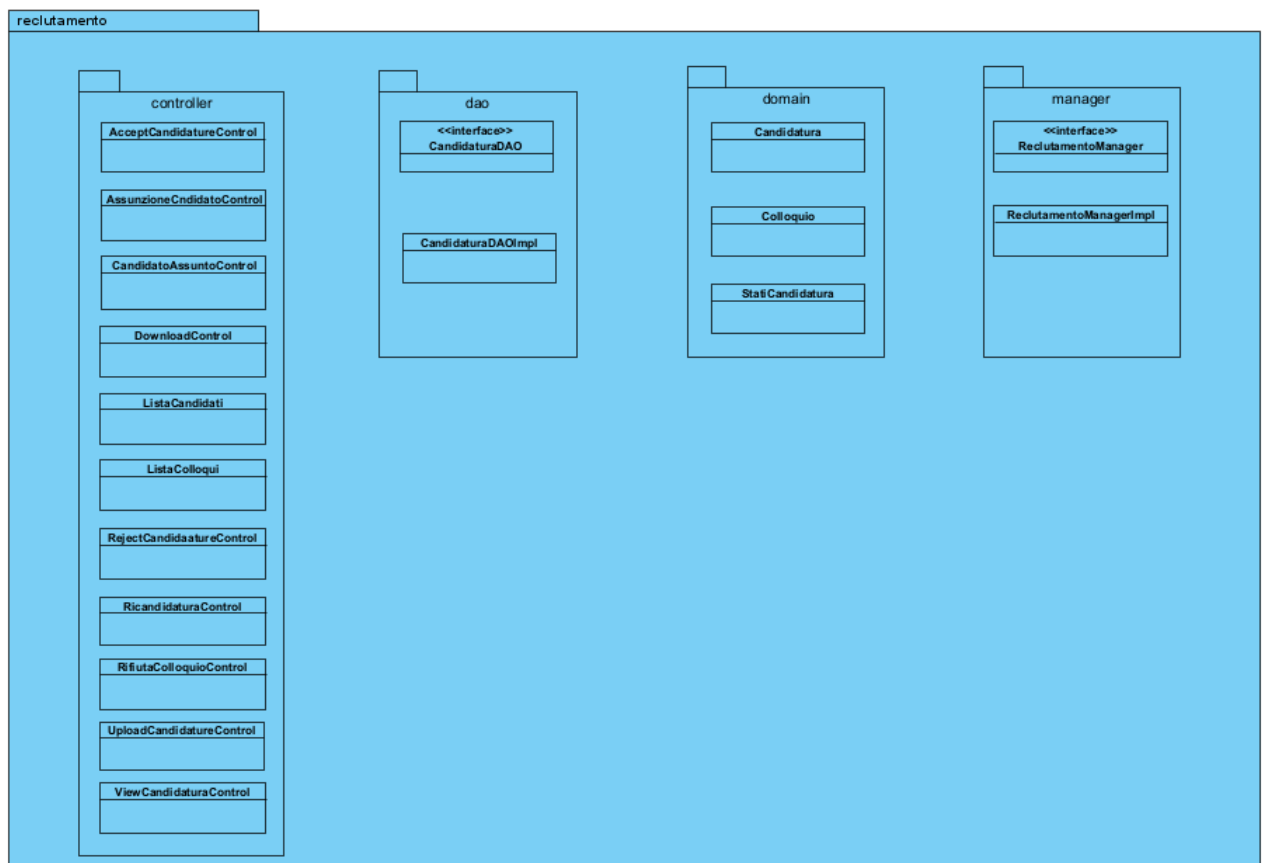 reclutamento
controller
AcceptCandidatureControl
AssunzioneCndidatoControl
CandidatoAssuntoControl
DownloadControl
ListaCandidati
ListaColloqui
RejectCandidaatureControl
RicandidaturaControl
RifiutaColloquioControl
UploadCandidatureControl
ViewCandidaturaControl
dao
<<interface>>
CandidaturaDAO
CandidaturaDAOImpl
domain
Candidatura
Colloquio
StatiCandidatura
manager
<<interface>>
ReclutamentoManager
ReclutamentoManagerImpl